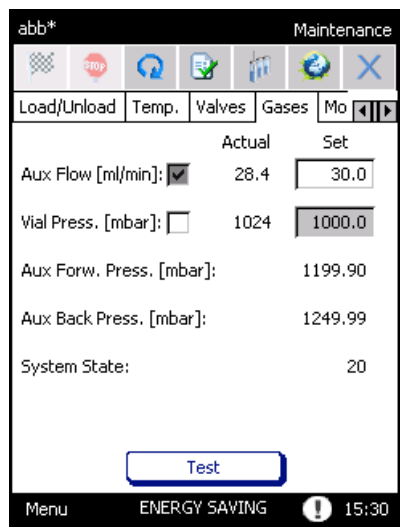 abb* Maintenance
STOP
Load/Unload Temp. Valves Gases Mo
Actual Set
Aux Flow [ml/min]: 28.4 30.0
Vial Press. [mbar]: 1024 1000.0
Aux Forw. Press. [mbar]: 1199.90
Aux Back Press. [mbar]: 1249.99
System State: 20
Test
Menu ENERGY SAVING ! 15:30